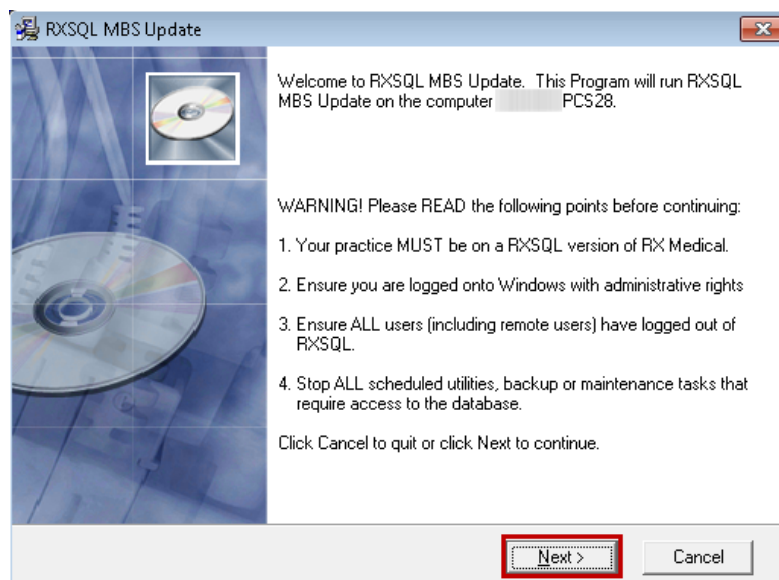 RXSQL MBS Update
Welcome to RXSQL MBS Update.  This Program will run RXSQL
MBS Update on the computer PCS28.
WARNING! Please READ the following points before continuing:
1. Your practice MUST be on a RXSQL version of RX Medical.
2. Ensure you are logged onto Windows with administrative rights
3. Ensure ALL users (including remote users) have logged out of
RXSQL.
4. Stop ALL scheduled utilities, backup or maintenance tasks that
require access to the database.
Click Cancel to quit or click Next to continue.
Next >
Cancel